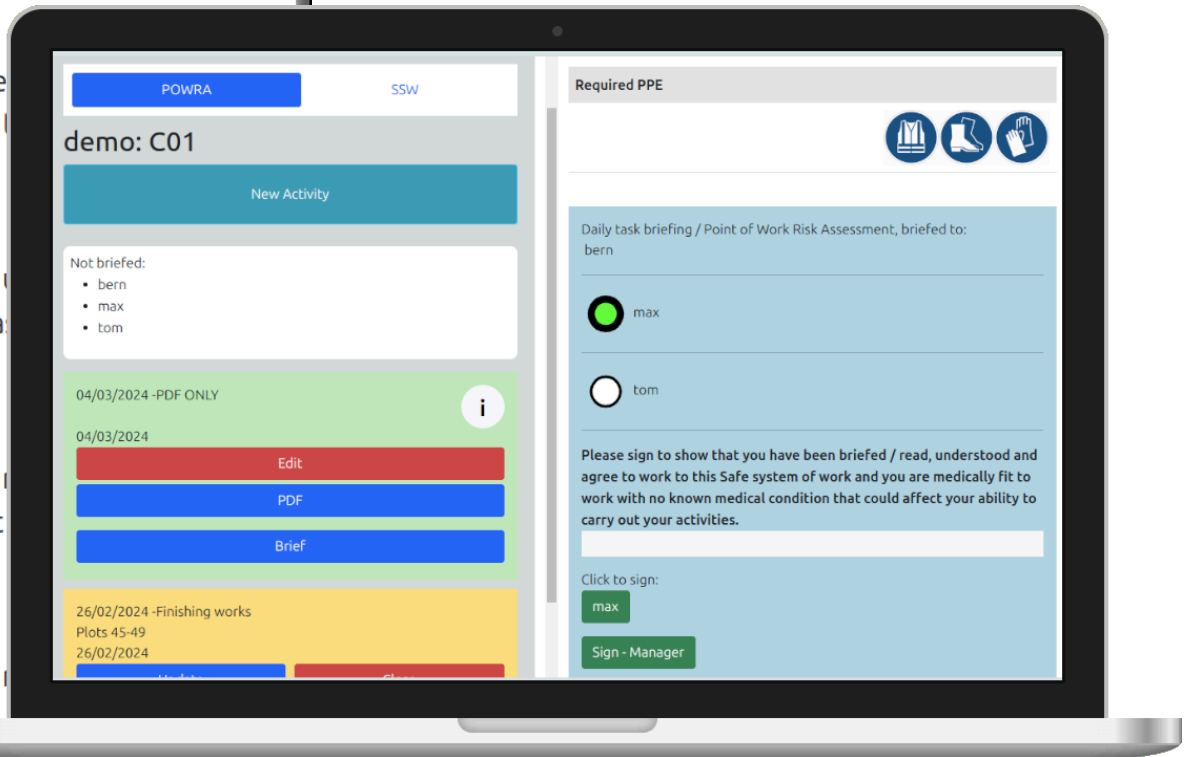 POWRA
SSW
demo: C01
New Activity
Not briefed:
• bern
• max
• tom
04/03/2024 -PDF ONLY
i
04/03/2024
Edit
PDF
Brief
26/02/2024 -Finishing works
Plots 45-49
26/02/2024
Update
Close
Required PPE
Daily task briefing / Point of Work Risk Assessment, briefed to:
bern
max
tom
Please sign to show that you have been briefed / read, understood and
agree to work to this Safe system of work and you are medically fit to
work with no known medical condition that could affect your ability to
carry out your activities.
Click to sign:
max
Sign - Manager